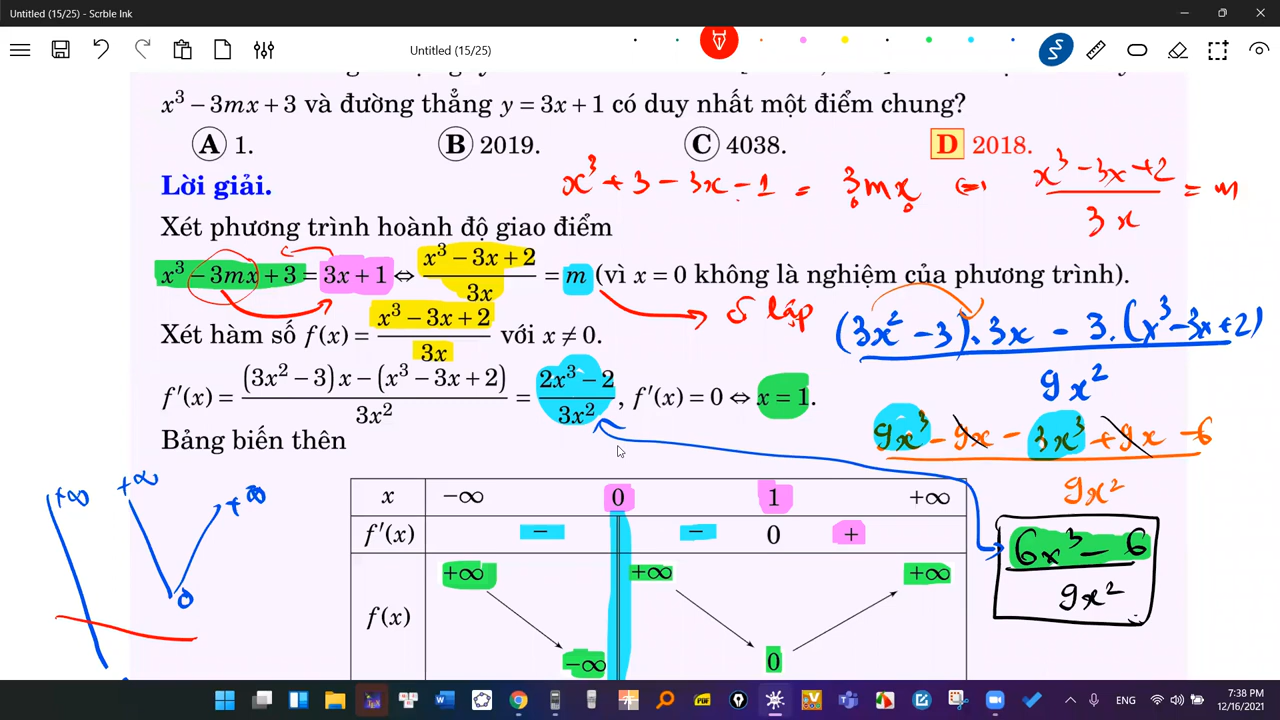 Untitled (15/25) - Scrble Ink
Untitled (15/25)
x³ − 3mx + 3 và đường thẳng y = 3x + 1 có duy nhất một điểm chung?
A 1. B 2019. C 4038. D 2018.
Lời giải.
x³ + 3 − 3x − 1 = 3mx ⇔ (x³ − 3x + 2)/(3x) = m
Xét phương trình hoành độ giao điểm
x³ − 3mx + 3 = 3x + 1 ⇔ (x³ − 3x + 2)/(3x) = m (vì x = 0 không là nghiệm của phương trình).
cô lập
Xét hàm số f(x) = (x³ − 3x + 2)/(3x) với x ≠ 0.
(3x² − 3).3x − 3.(x³ − 3x + 2)
9x²
f′(x) = ((3x² − 3)x − (x³ − 3x + 2))/(3x²) = (2x³ − 2)/(3x²), f′(x) = 0 ⇔ x = 1.
9x³ − 9x − 3x³ + 9x − 6
9x²
Bảng biến thên
6x³ − 6
9x²
+∞ +∞ +∞
0
x −∞ 0 1 +∞
f′(x) − − 0 +
+∞ +∞ +∞
f(x)
−∞ 0
ENG
7:38 PM
12/16/2021